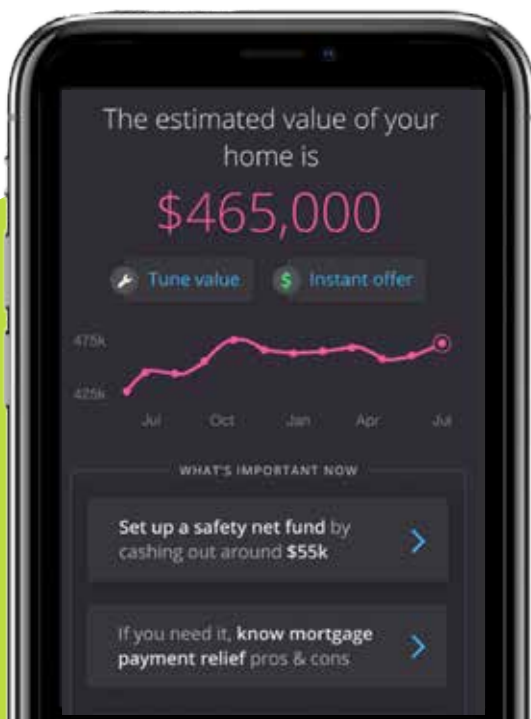 The estimated value of your
home is
$465,000
Tune value
$ Instant offer
475k
425k
Jul Oct Jan Apr Jul
WHAT'S IMPORTANT NOW
Set up a safety net fund by
cashing out around $55k
If you need it, know mortgage
payment relief pros & cons